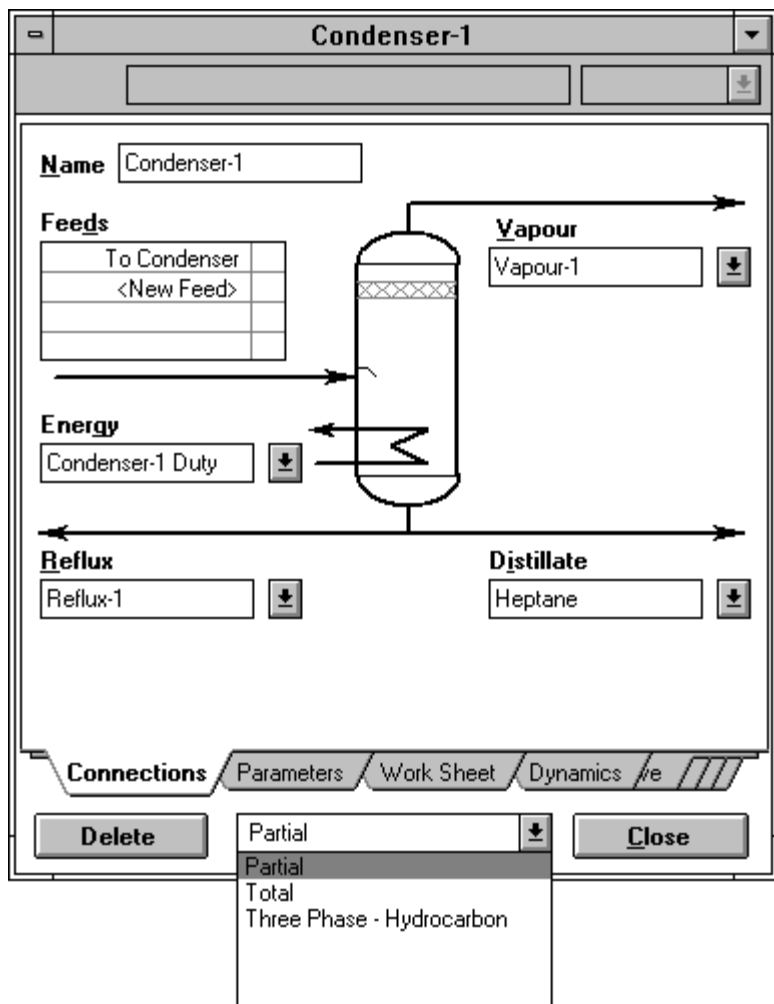 Condenser-1
Name Condenser-1
Feeds
To Condenser
<New Feed>
Vapour
Vapour-1
Energy
Condenser-1 Duty
Reflux
Reflux-1
Distillate
Heptane
Connections Parameters Work Sheet Dynamics
Delete Partial Close
Partial
Total
Three Phase - Hydrocarbon